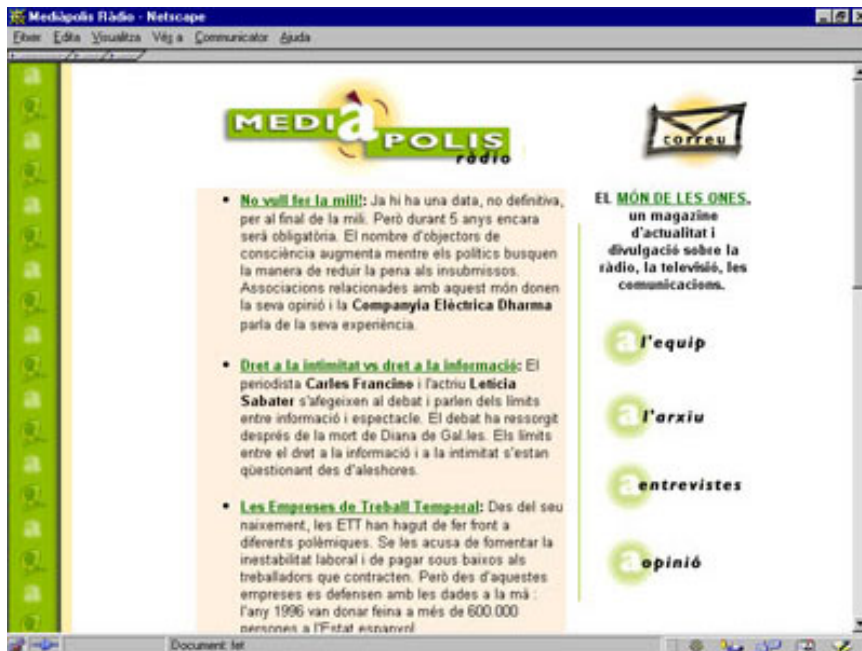 Mediàpolis Ràdio - Netscape
Fitxer Edita Visualitza Vés a Communicator Ajuda
MEDIÀPOLIS
ràdio
correu
No vull fer la mili!: Ja hi ha una data, no definitiva,
per al final de la mili. Però durant 5 anys encara
serà obligatòria. El nombre d'objectors de
consciència augmenta mentre els polítics busquen
la manera de reduir la pena als insubmissos.
Associacions relacionades amb aquest món donen
la seva opinió i la Companyia Elèctrica Dharma
parla de la seva experiència.
Dret a la intimitat vs dret a la informació: El
periodista Carles Francino i l'actriu Leticia
Sabater s'afegeixen al debat i parlen dels límits
entre informació i espectacle. El debat ha ressorgit
després de la mort de Diana de Gal.les. Els límits
entre el dret a la informació i a la intimitat s'estan
qüestionant des d'aleshores.
Les Empreses de Treball Temporal: Des del seu
naixement, les ETT han hagut de fer front a
diferents polèmiques. Se les acusa de fomentar la
inestabilitat laboral i de pagar sous baixos als
treballadors que contracten. Però des d'aquestes
empreses es defensen amb les dades a la mà :
l'any 1996 van donar feina a més de 600.000
persones a l'Estat espanyol
EL MÓN DE LES ONES,
un magazine
d'actualitat i
divulgació sobre la
ràdio, la televisió, les
comunicacions.
a l'equip
a l'arxiu
a entrevistes
a opinió
Document: fet